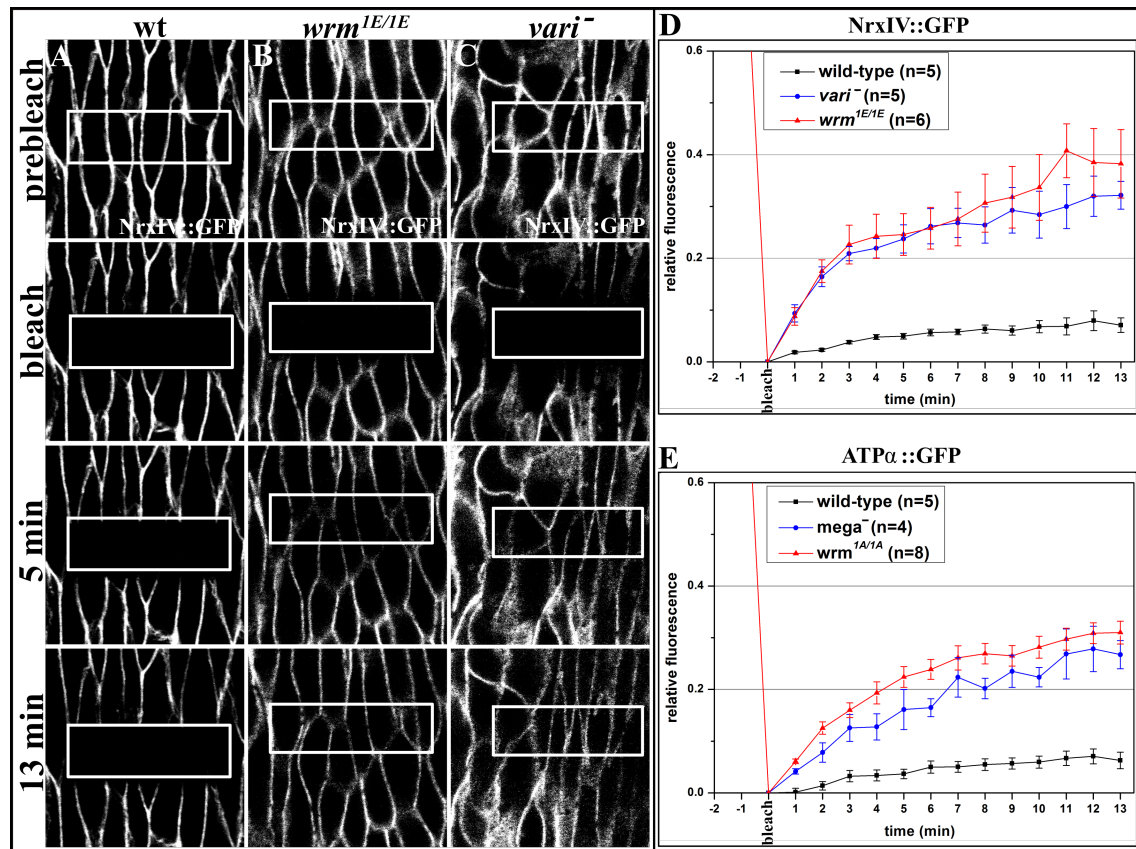 wt
wrm1E/1E
vari⁻
A
B
C
prebleach
NrxIV::GFP
NrxIV::GFP
NrxIV::GFP
bleach
5 min
13 min
D
NrxIV::GFP
wild-type (n=5)
vari⁻ (n=5)
wrm1E/1E (n=6)
0.6
0.4
0.2
0.0
relative fluorescence
-2 -1 bleach 1 2 3 4 5 6 7 8 9 10 11 12 13
time (min)
E
ATPα::GFP
wild-type (n=5)
mega⁻ (n=4)
wrm1A/1A (n=8)
0.6
0.4
0.2
0.0
relative fluorescence
-2 -1 bleach 1 2 3 4 5 6 7 8 9 10 11 12 13
time (min)